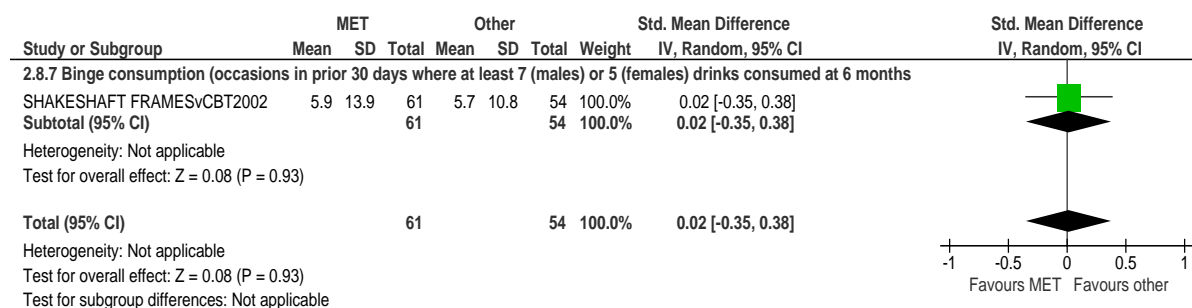 MET Other Std. Mean Difference Std. Mean Difference
Study or Subgroup Mean SD Total Mean SD Total Weight IV, Random, 95% CI IV, Random, 95% CI
2.8.7 Binge consumption (occasions in prior 30 days where at least 7 (males) or 5 (females) drinks consumed at 6 months
SHAKESHAFT FRAMESvCBT2002 5.9 13.9 61 5.7 10.8 54 100.0% 0.02 [-0.35, 0.38]
Subtotal (95% CI) 61 54 100.0% 0.02 [-0.35, 0.38]
Heterogeneity: Not applicable
Test for overall effect: Z = 0.08 (P = 0.93)
Total (95% CI) 61 54 100.0% 0.02 [-0.35, 0.38]
Heterogeneity: Not applicable
Test for overall effect: Z = 0.08 (P = 0.93)
Test for subgroup differences: Not applicable
-1 -0.5 0 0.5 1
Favours MET Favours other